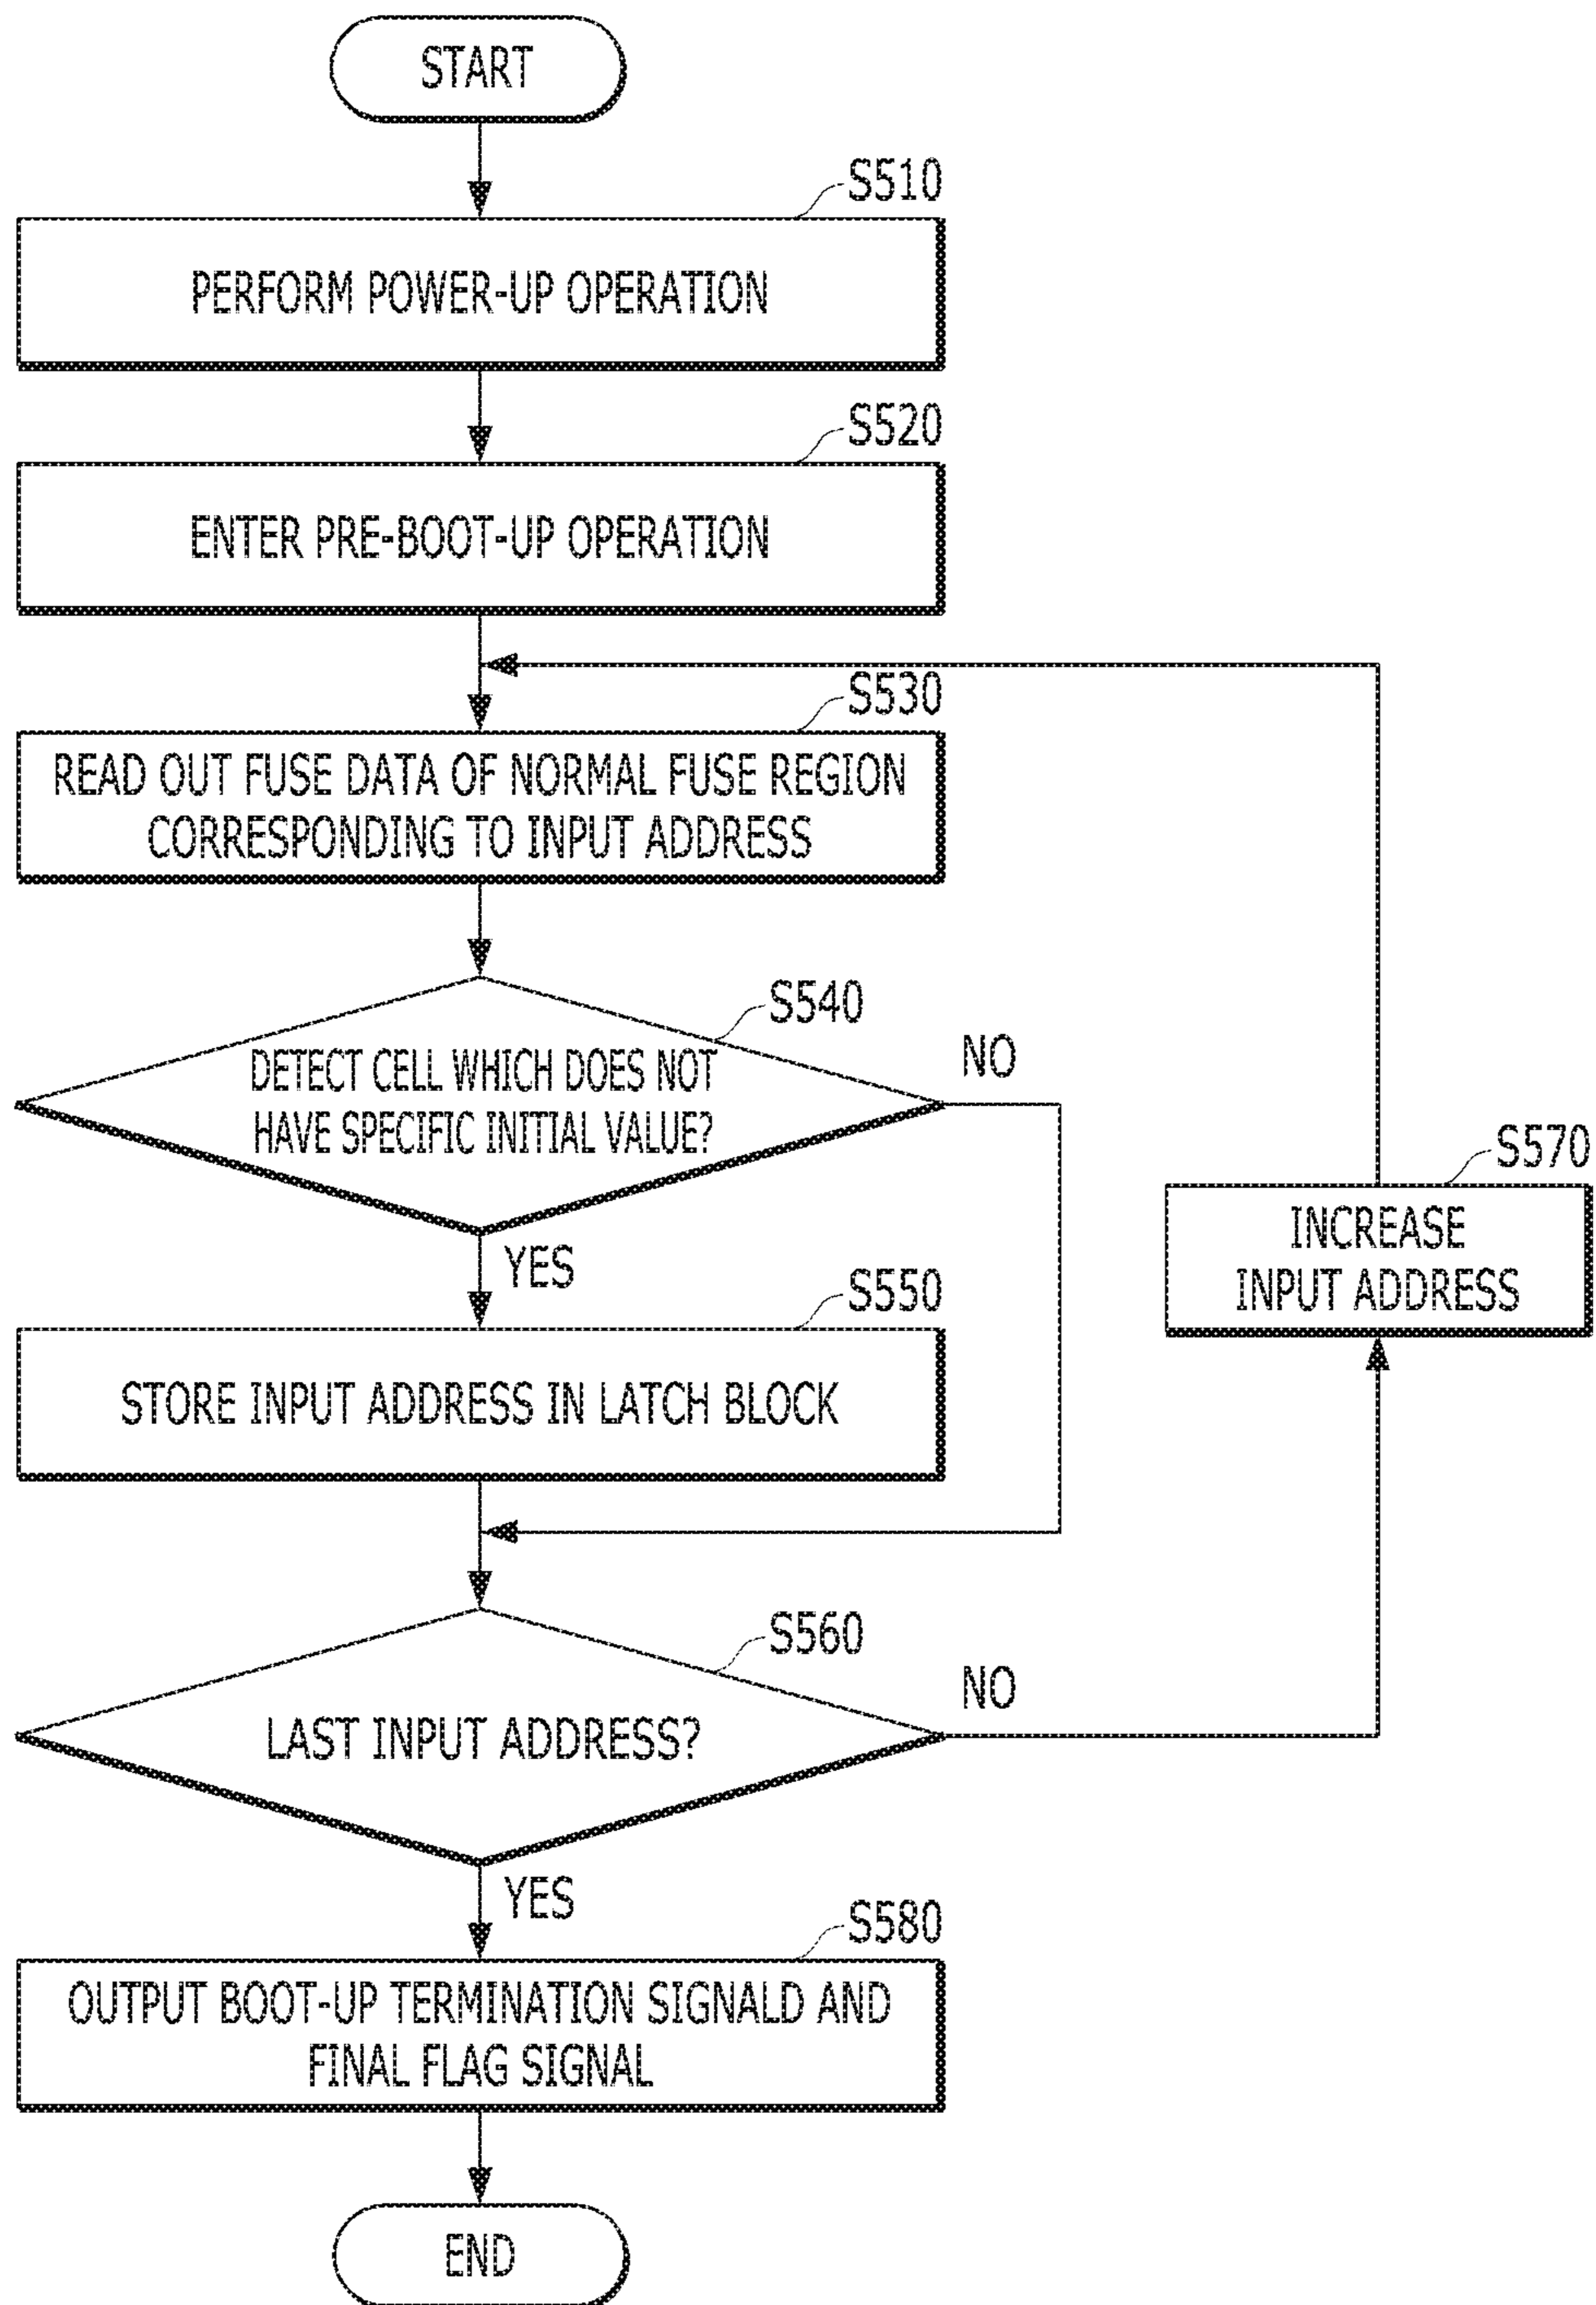 START
S510
PERFORM POWER-UP OPERATION
S520
ENTER PRE-BOOT-UP OPERATION
S530
READ OUT FUSE DATA OF NORMAL FUSE REGION
CORRESPONDING TO INPUT ADDRESS
S540
DETECT CELL WHICH DOES NOT
HAVE SPECIFIC INITIAL VALUE?
NO
YES
S550
STORE INPUT ADDRESS IN LATCH BLOCK
S570
INCREASE
INPUT ADDRESS
S560
LAST INPUT ADDRESS?
NO
YES
S580
OUTPUT BOOT-UP TERMINATION SIGNALD AND
FINAL FLAG SIGNAL
END